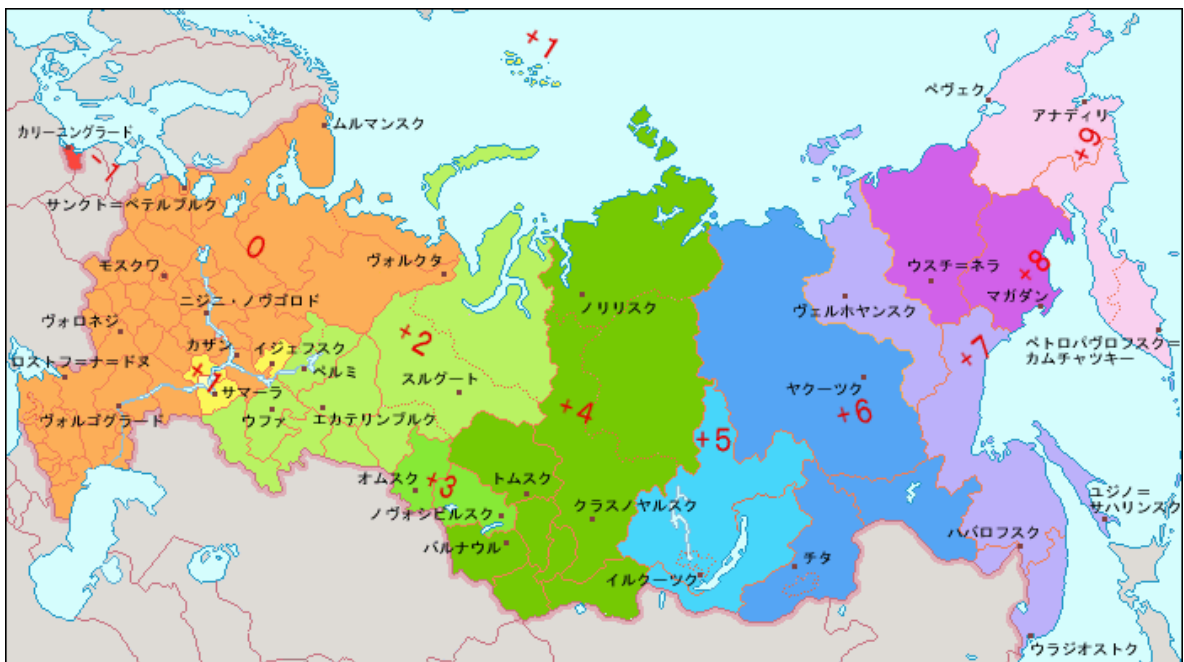 +1
ペヴェク
アナディリ
+9
カリーニングラード
-1
ムルマンスク
サンクト=ペテルブルク
0
モスクワ
ヴォルクタ
ウスチ=ネラ
+8
マガダン
ニジニ・ノヴゴロド
ノリリスク
ヴェルホヤンスク
ヴォロネジ
+2
ペトロパヴロフスク=
カムチャツキー
カザン
イジェフスク
+7
ロストフ=ナ=ドヌ
ペルミ
+1
サマーラ
スルグート
ヤクーツク
+6
+4
ヴォルゴグラード
ウファ
エカテリンブルク
+5
オムスク
+3
トムスク
ユジノ=
サハリンスク
ノヴォシビルスク
クラスノヤルスク
ハバロフスク
バルナウル
チタ
イルクーツク
ウラジオストク